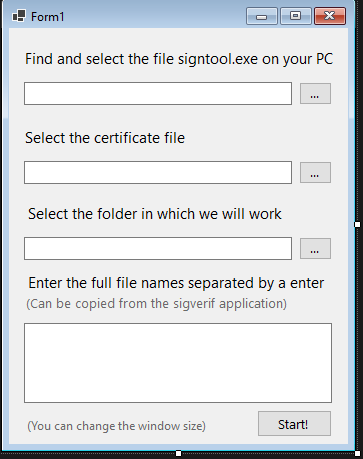 Form1
Find and select the file signtool.exe on your PC
...
Select the certificate file
...
Select the folder in which we will work
...
Enter the full file names separated by a enter
(Can be copied from the sigverif application)
(You can change the window size)
Start!